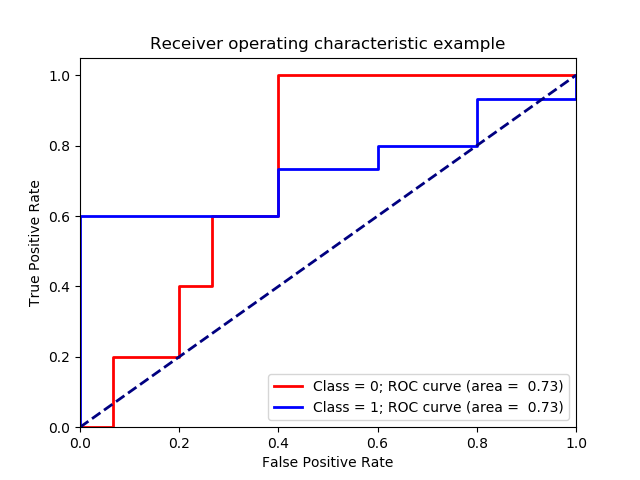 Receiver operating characteristic example
1.0
0.8
0.6
0.4
0.2
0.0
True Positive Rate
Class = 0; ROC curve (area =  0.73)
Class = 1; ROC curve (area =  0.73)
0.0 0.2 0.4 0.6 0.8 1.0
False Positive Rate